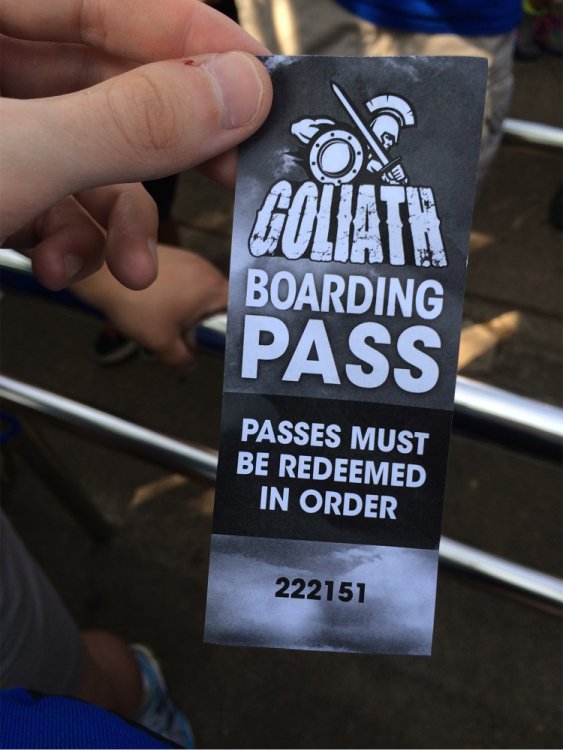 GOLIATH
BOARDING
PASS
PASSES MUST
BE REDEEMED
IN ORDER
222151